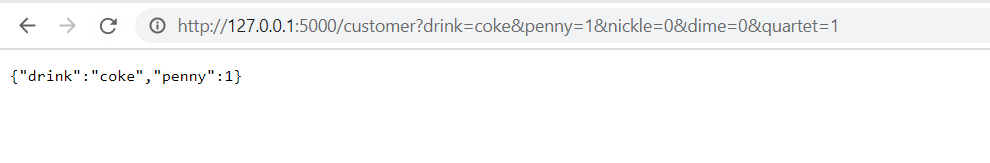 http://127.0.0.1:5000/customer?drink=coke&penny=1&nickle=0&dime=0&quartet=1
{"drink":"coke","penny":1}